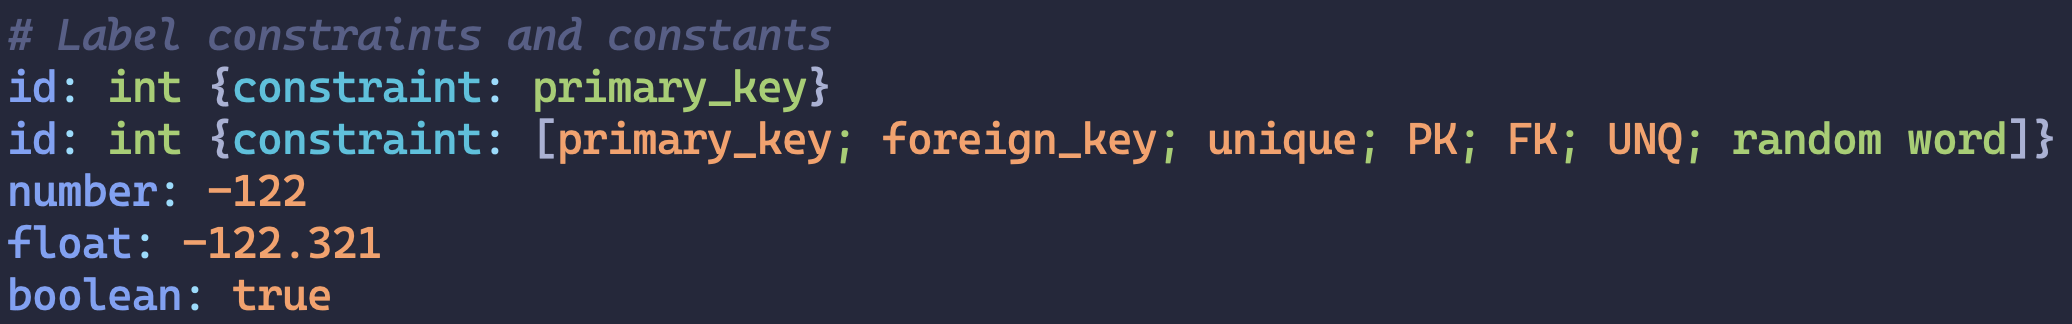 # Label constraints and constants
id: int {constraint: primary_key}
id: int {constraint: [primary_key; foreign_key; unique; PK; FK; UNQ; random word]}
number: -122
float: -122.321
boolean: true